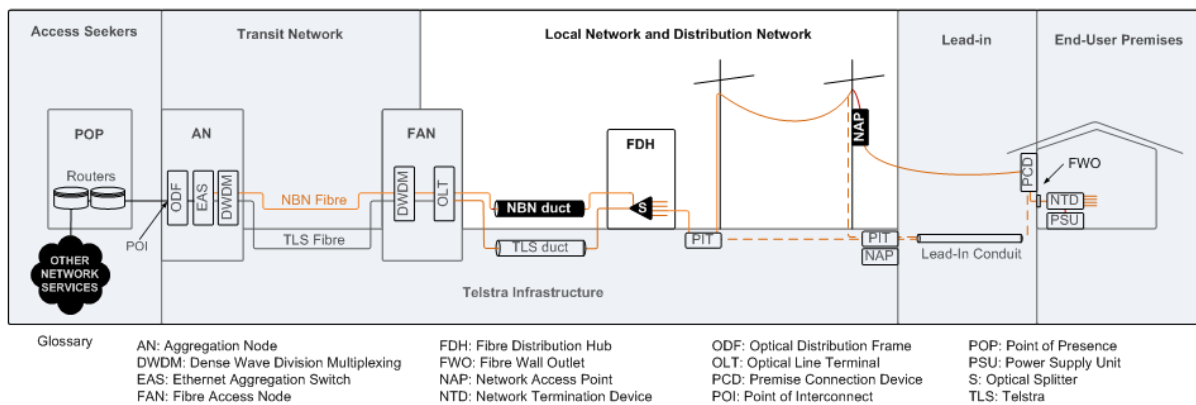 Access Seekers
Transit Network
Local Network and Distribution Network
Lead-in
End-User Premises
POP
AN
FAN
FDH
NAP
Routers
ODF
EAS
DWDM
NBN Fibre
TLS Fibre
DWDM
OLT
NBN duct
TLS duct
S
PIT
PIT
NAP
PCD
FWO
NTD
PSU
POI
Lead-In Conduit
OTHER
NETWORK
SERVICES
Telstra Infrastructure
Glossary
AN: Aggregation Node
DWDM: Dense Wave Division Multiplexing
EAS: Ethernet Aggregation Switch
FAN: Fibre Access Node
FDH: Fibre Distribution Hub
FWO: Fibre Wall Outlet
NAP: Network Access Point
NTD: Network Termination Device
ODF: Optical Distribution Frame
OLT: Optical Line Terminal
PCD: Premise Connection Device
POI: Point of Interconnect
POP: Point of Presence
PSU: Power Supply Unit
S: Optical Splitter
TLS: Telstra